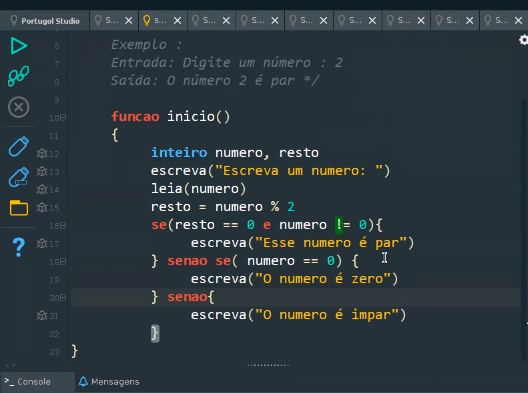 Portugol Studio S... S... S... S... S... S... S... S... S...
6 Exemplo :
7 Entrada: Digite um número : 2
8 Saída: O número 2 é par */
9
10 funcao inicio()
11 {
12 inteiro numero, resto
13 escreva("Escreva um numero: ")
14 leia(numero)
15 resto = numero % 2
16 se(resto == 0 e numero != 0){
17 escreva("Esse numero é par")
18 } senao se( numero == 0) {
19 escreva("O numero é zero")
20 } senao{
21 escreva("O numero é impar")
22 }
23 }
Console Mensagens